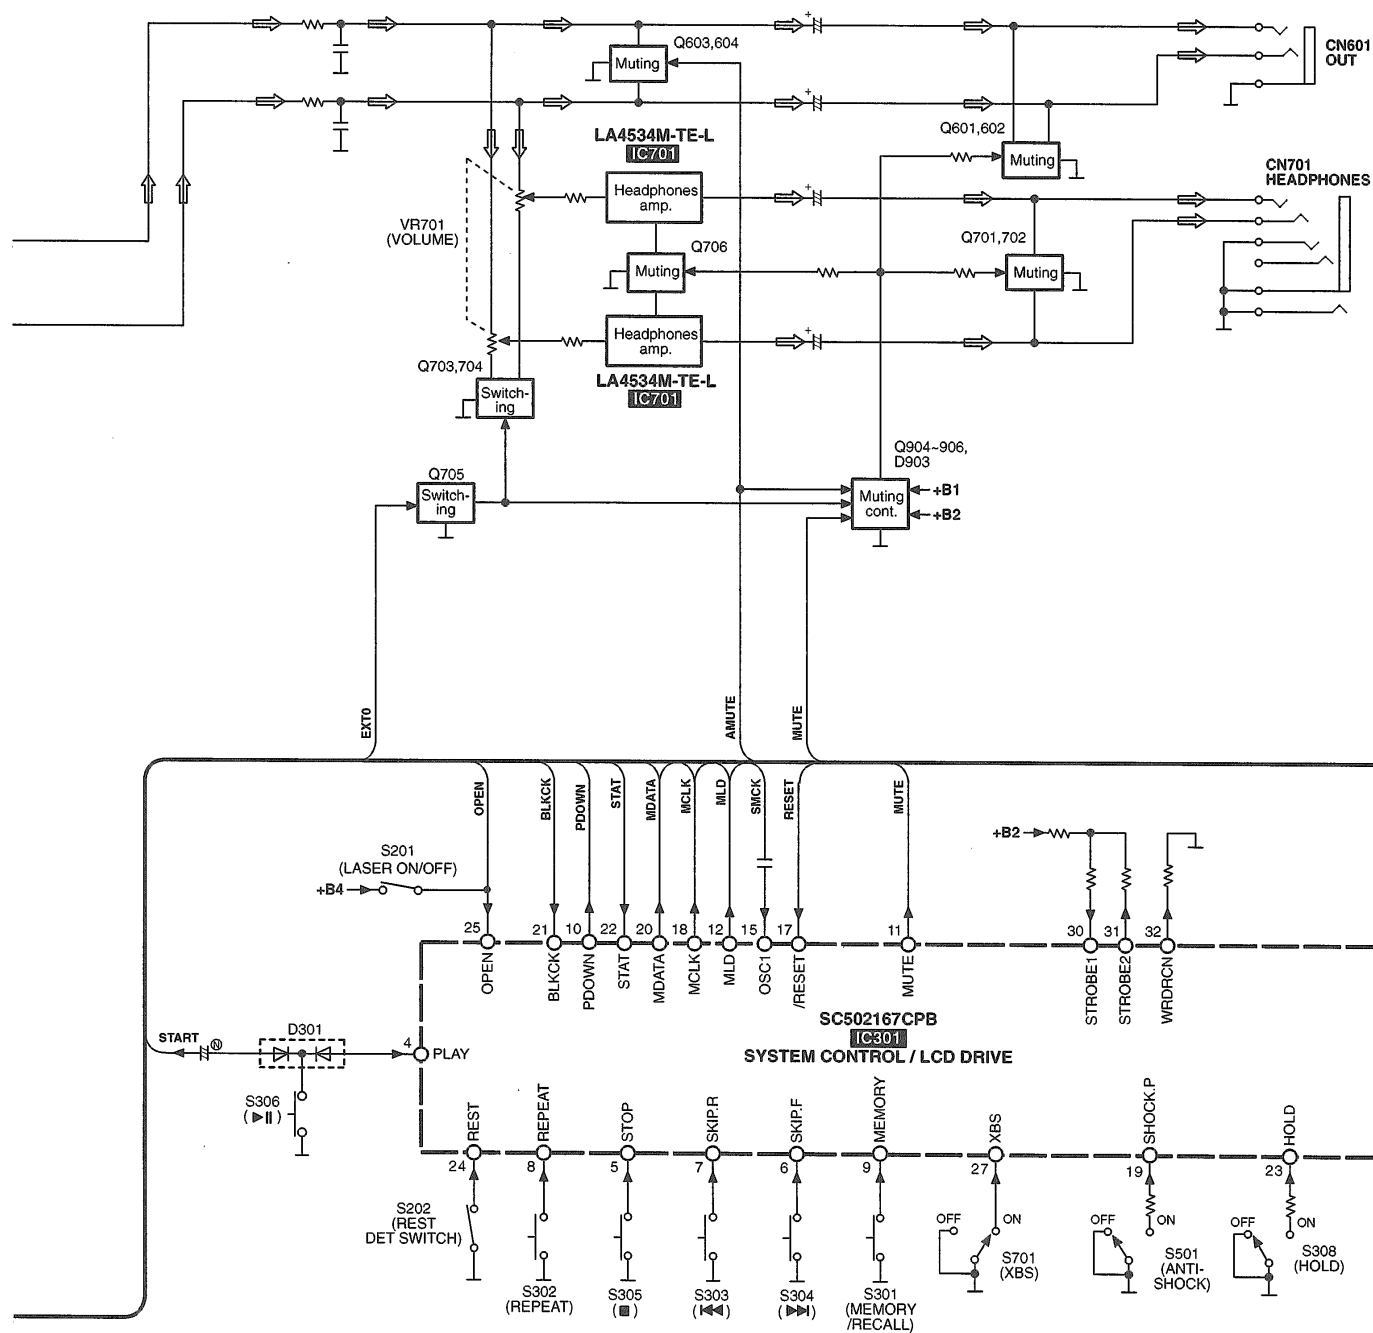 Q603,604
Muting
CN601
OUT
LA4534M-TE-L
IC701
Q601,602
Muting
CN701
HEADPHONES
Headphones
amp.
VR701
(VOLUME)
Q706
Muting
Q701,702
Muting
Headphones
amp.
LA4534M-TE-L
IC701
Q703,704
Switch-
ing
Q904~906,
D903
Q705
Switch-
ing
Muting
cont.
+B1
+B2
EXT0
AMUTE
MUTE
OPEN
BLKCK
PDOWN
STAT
MDATA
MCLK
MLD
SMCK
RESET
MUTE
+B2
S201
(LASER ON/OFF)
+B4
25
21
10
22
20
18
12
15
17
11
30
31
32
OPEN
BLKCK
PDOWN
STAT
MDATA
MCLK
MLD
OSC1
/RESET
MUTE
STROBE1
STROBE2
WRDRCN
SC502167CPB
IC301
SYSTEM CONTROL / LCD DRIVE
START
N
D301
4
PLAY
S306
(▶II)
REST
REPEAT
STOP
SKIP.R
SKIP.F
MEMORY
XBS
SHOCK.P
HOLD
24
8
5
7
6
9
27
19
23
S202
(REST
DET SWITCH)
S302
(REPEAT)
S305
(■)
S303
(I◀◀)
S304
(▶▶I)
S301
(MEMORY
/RECALL)
OFF
ON
S701
(XBS)
OFF
ON
S501
(ANTI-
SHOCK)
OFF
ON
S308
(HOLD)